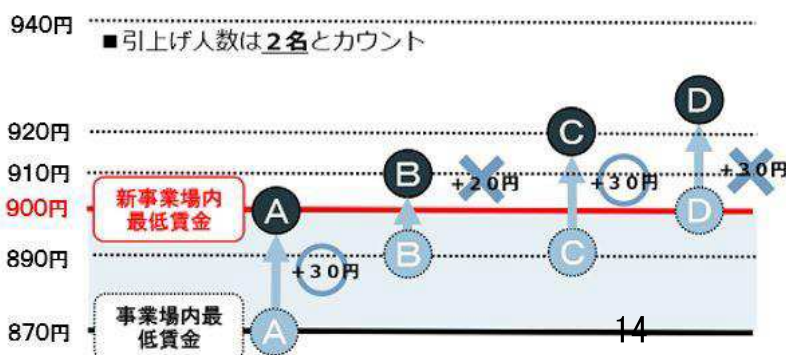 940円
■引上げ人数は２名とカウント
D
C
920円
B
910円
+20円
+30円
+30円
新事業場内
最低賃金
900円
A
D
890円
B
C
+30円
事業場内最
低賃金
870円
A
14